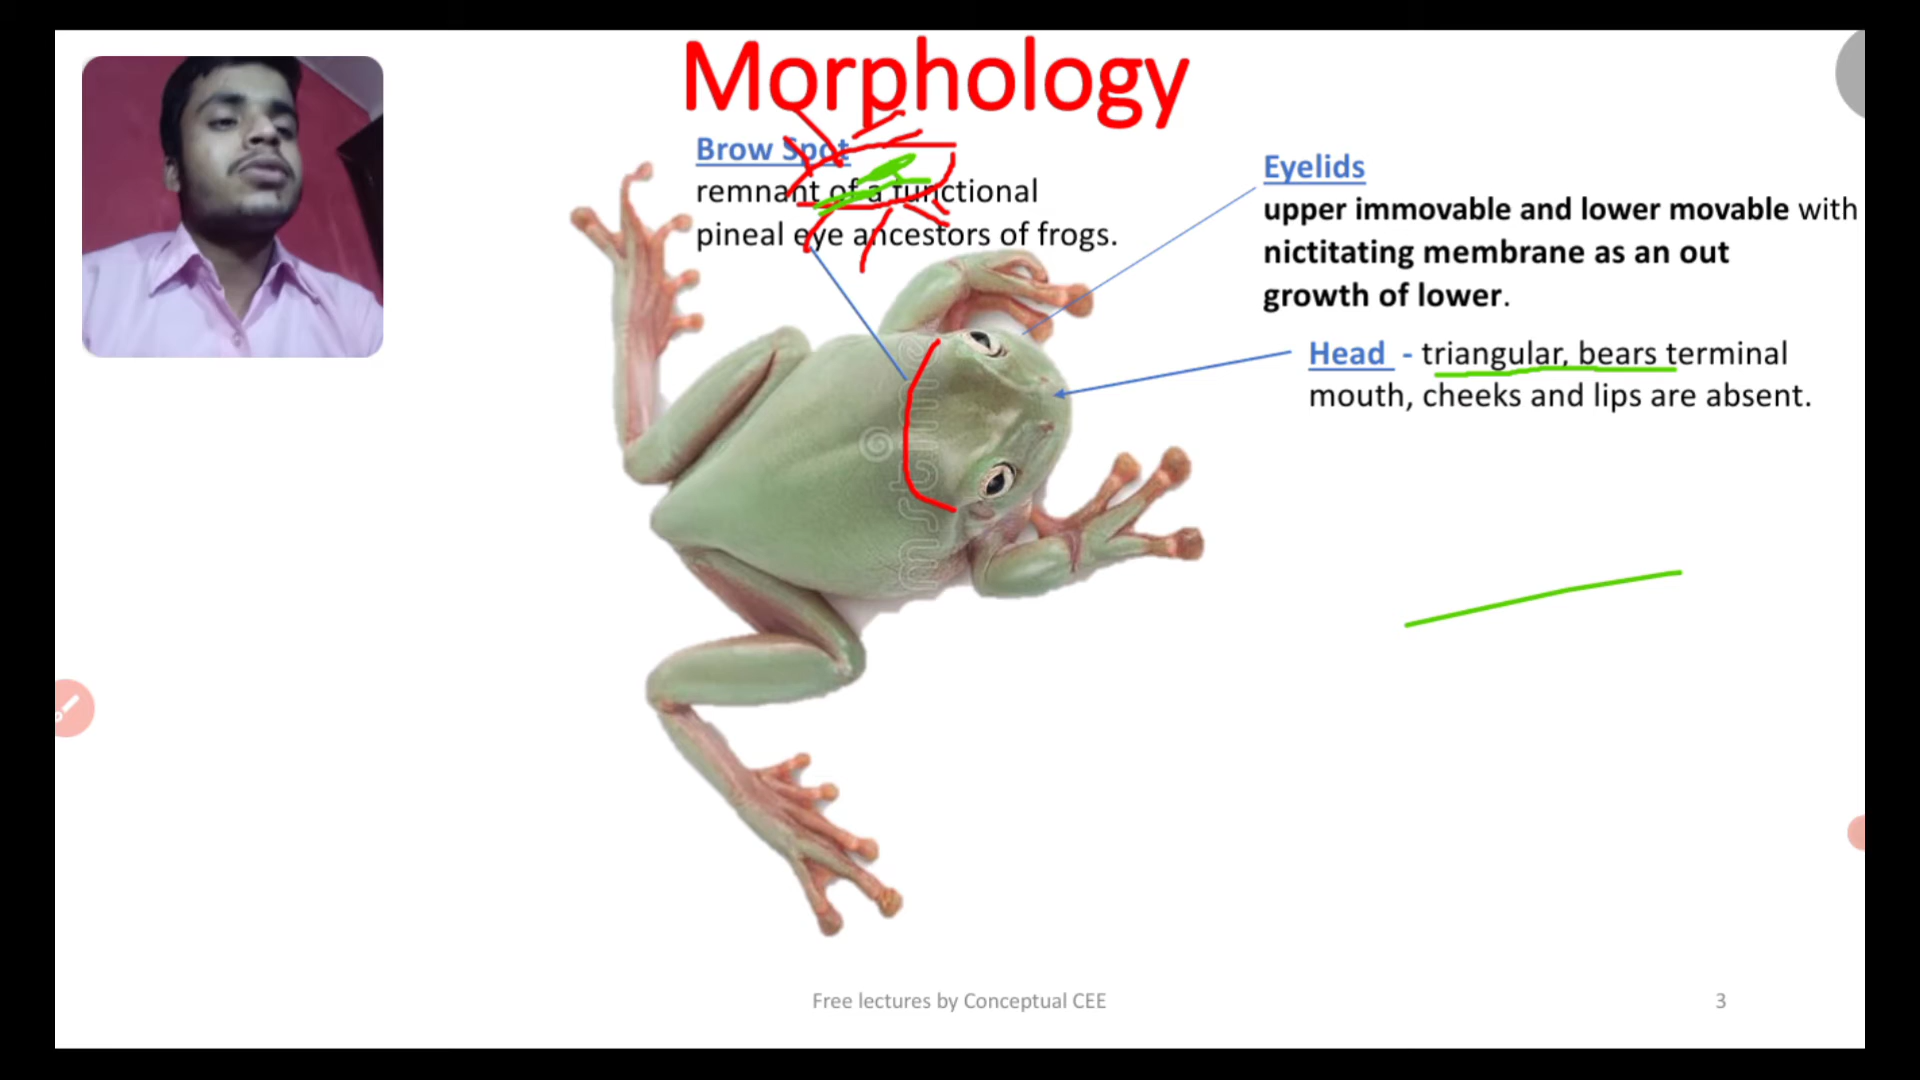 Morphology
Brow Spot
remnant of a functional
pineal eye ancestors of frogs.
Eyelids
upper immovable and lower movable with
nictitating membrane as an out
growth of lower.
Head - triangular, bears terminal
mouth, cheeks and lips are absent.
Free lectures by Conceptual CEE
3